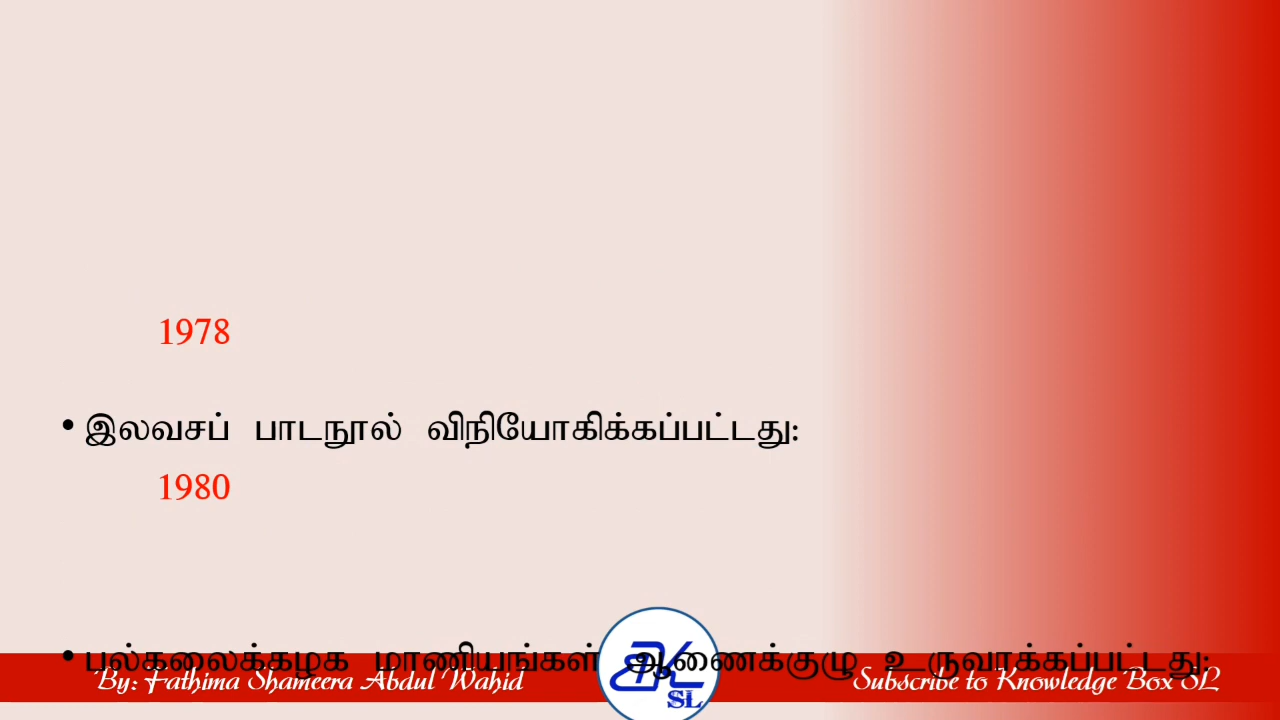 1978
• இலவசப் பாடநூல் விநியோகிக்கப்பட்டது:
1980
• பல்கலைக்கழக மாணியங்கள் ஆணைக்குழு உருவாக்கப்பட்டது:
By: Fathima Shameera Abdul Wahid
SL
Subscribe to Knowledge Box SL